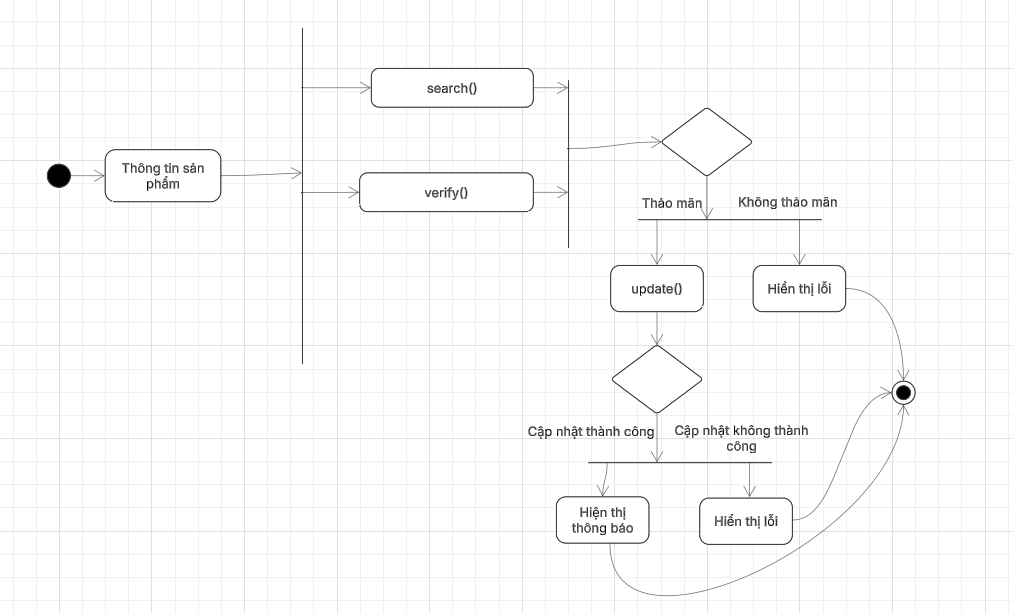 search()
Thông tin sản
phẩm
verify()
Thảo mãn
Không thảo mãn
update()
Hiển thị lỗi
Cập nhật thành công
Cập nhật không thành
công
Hiện thị
thông báo
Hiển thị lỗi